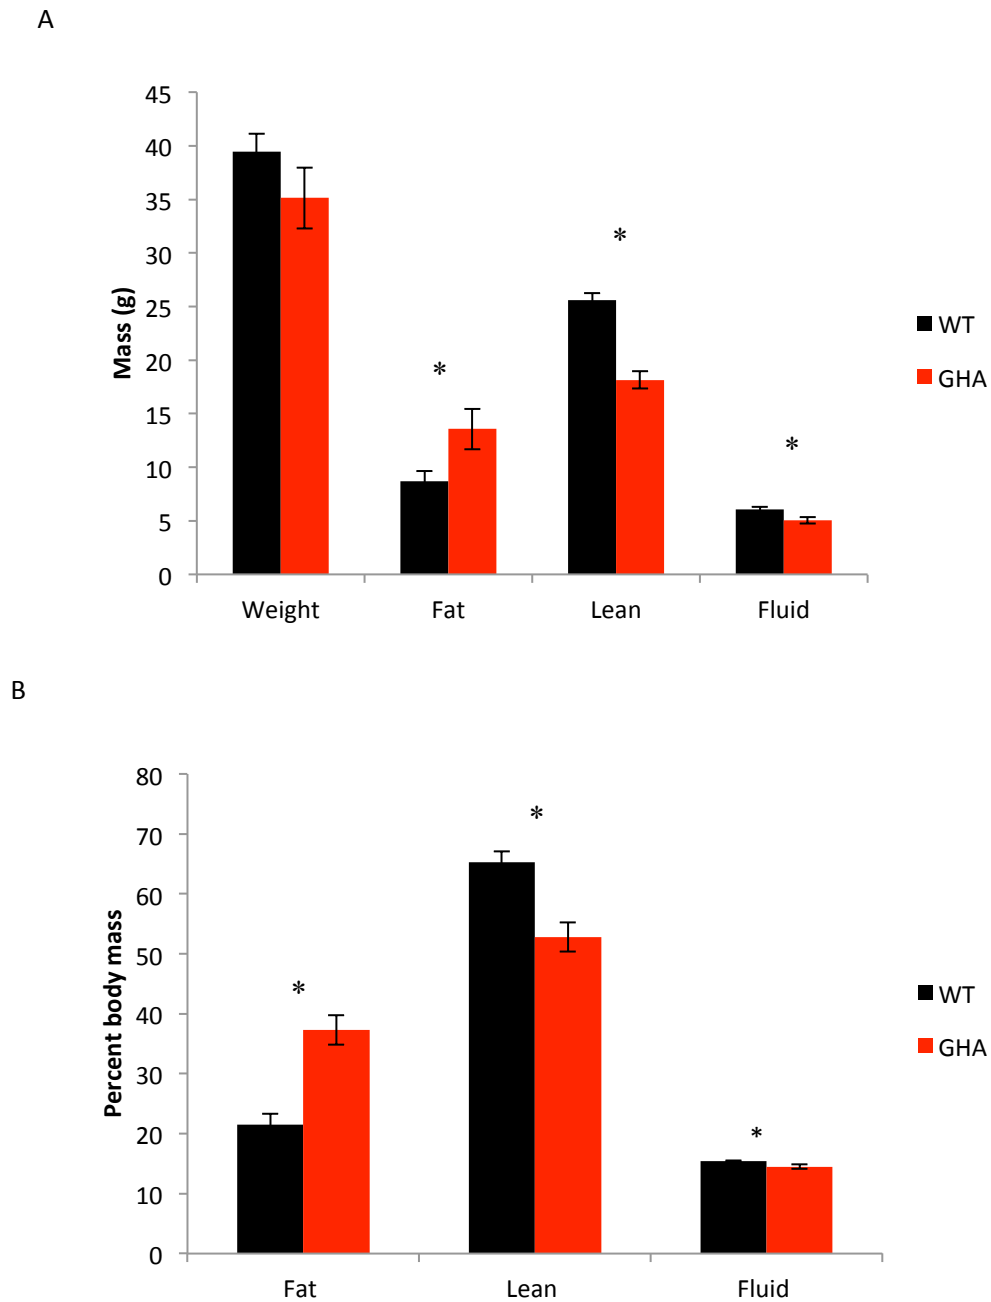 A
45
40
35
30
25
20
15
10
5
0
Mass (g)
*
*
*
Weight Fat Lean Fluid
WT
GHA
B
80
70
60
50
40
30
20
10
0
Percent body mass
*
*
*
Fat Lean Fluid
WT
GHA